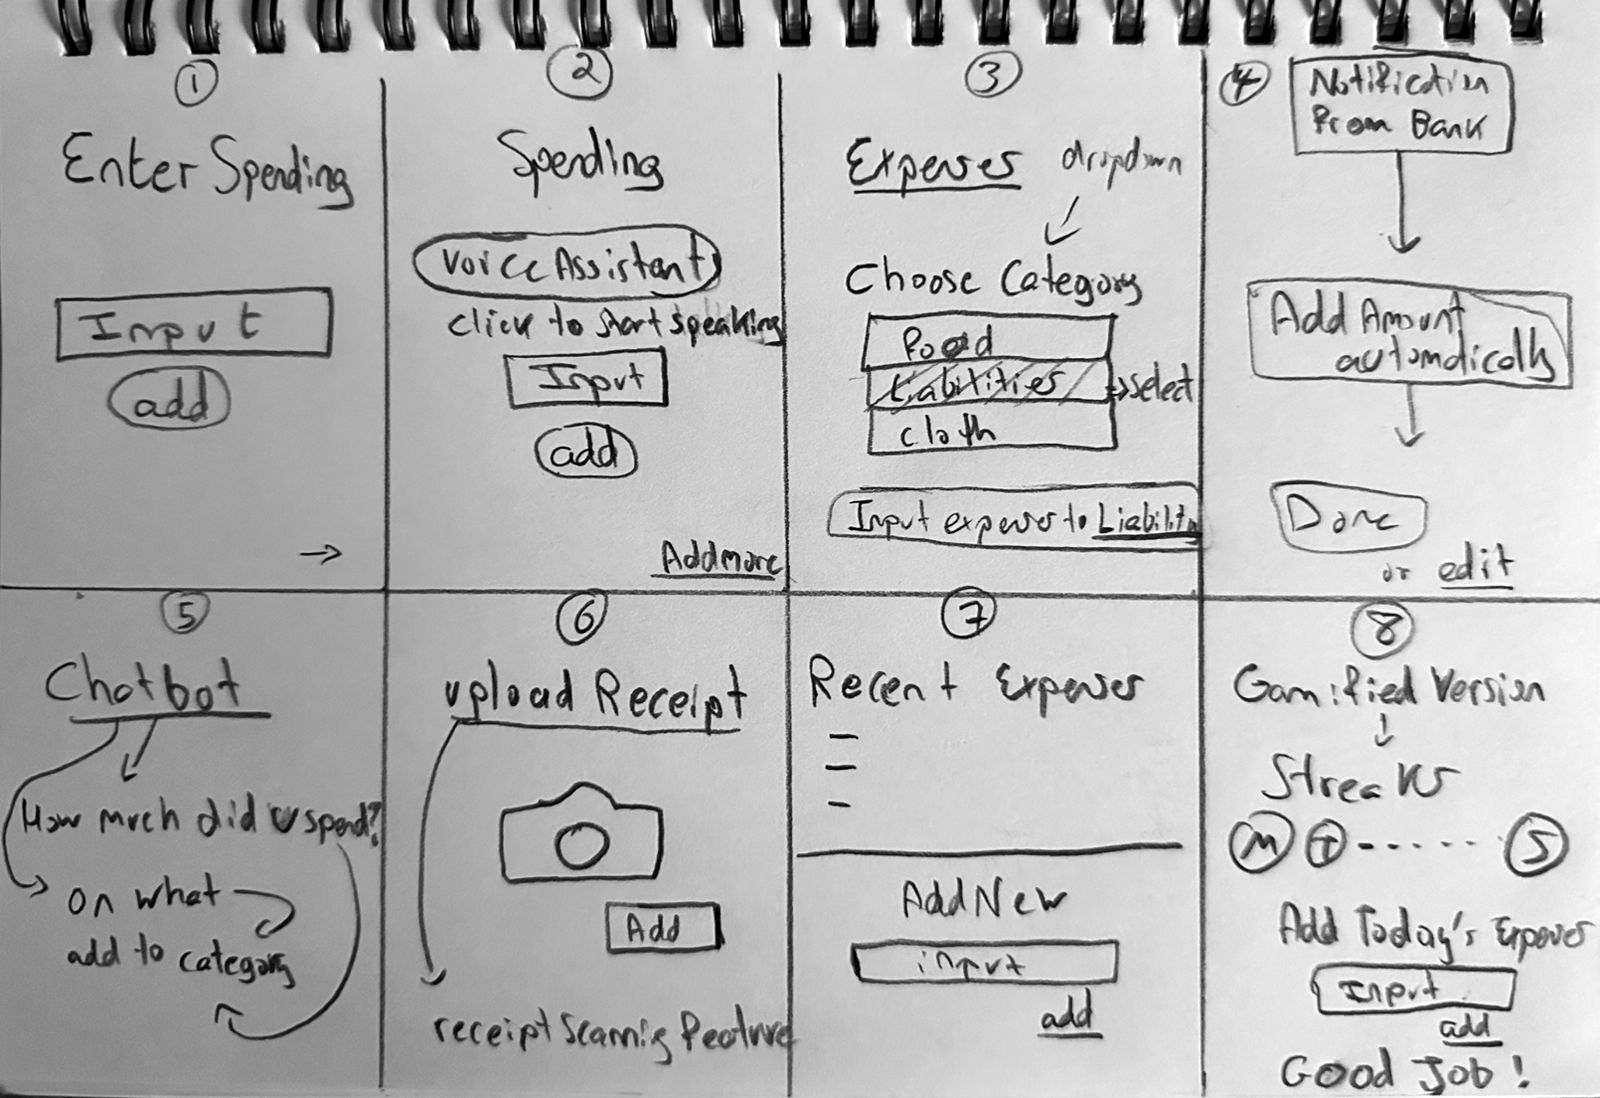 1
Enter Spending
Input
add
→
2
Spending
Voice Assistant
click to start speaking
Input
add
Add more
3
Expenses dropdown
Choose Category
Food
Liabilities → select
cloth
Input expenses to Liability
4
Notification
From Bank
Add Amount
automatically
Done
or edit
5
Chatbot
How much did u spend?
on what
add to category
6
upload Receipt
Add
receipt Scannig Feature
7
Recent Expenses
Add New
input
add
8
Gamified Version
Streaks
M T - - . . . . S
Add Today's Expenses
Input
add
Good Job!